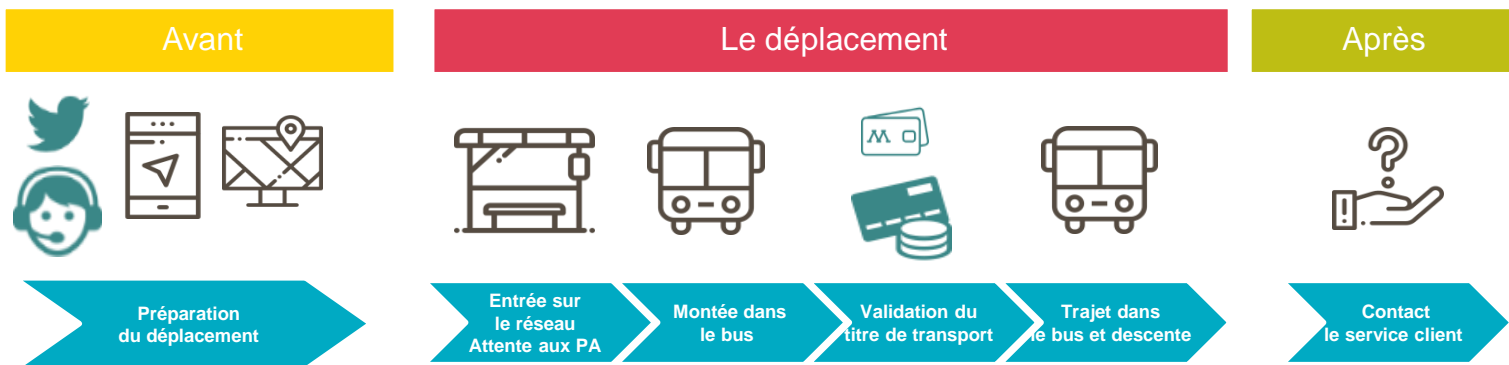 Avant
Le déplacement
Après
Préparation
du déplacement
Entrée sur
le réseau
Attente aux PA
Montée dans
le bus
Validation du
titre de transport
Trajet dans
le bus et descente
Contact
le service client